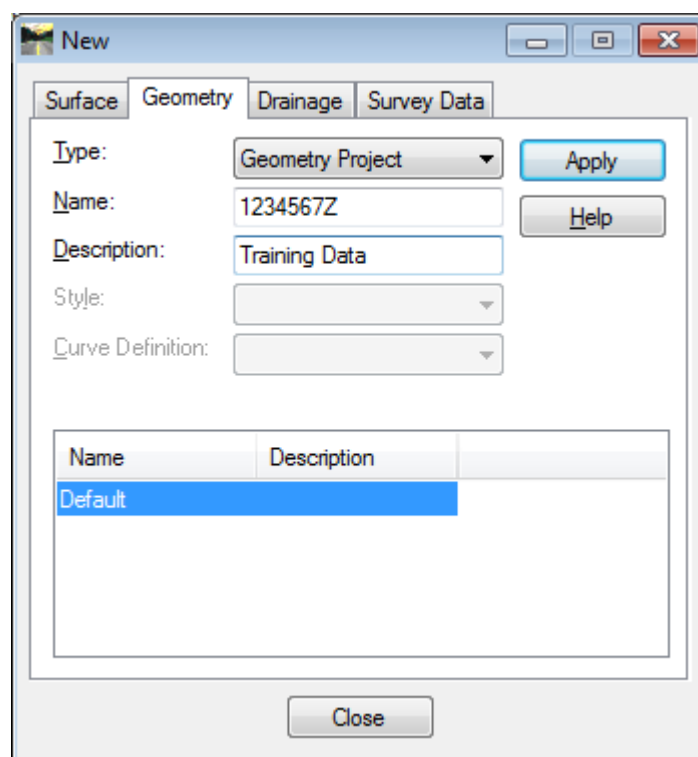 New
Surface Geometry Drainage Survey Data
Type: Geometry Project Apply
Name: 1234567Z Help
Description: Training Data
Style:
Curve Definition:
Name Description
Default
Close